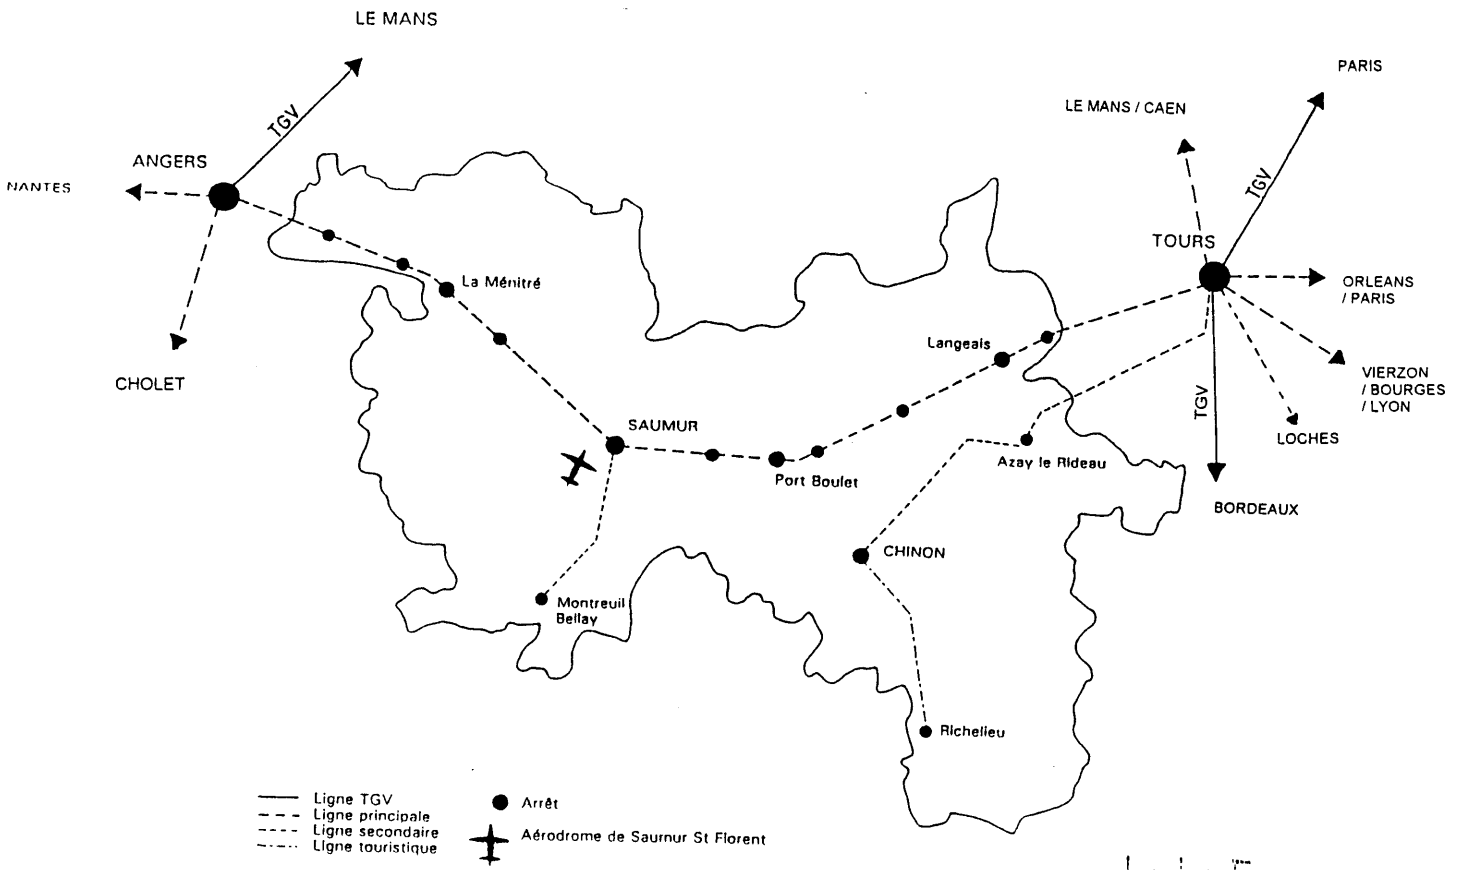 LE MANS
PARIS
LE MANS / CAEN
TGV
TGV
ANGERS
NANTES
TOURS
ORLEANS
/ PARIS
La Ménitré
Langeais
CHOLET
VIERZON
/ BOURGES
/ LYON
TGV
SAUMUR
LOCHES
Azay le Rideau
Port Boulet
BORDEAUX
CHINON
Montreuil
Bellay
Richelieu
Ligne TGV
Ligne principale
Ligne secondaire
Ligne touristique
Arrêt
Aérodrome de Saumur St Florent